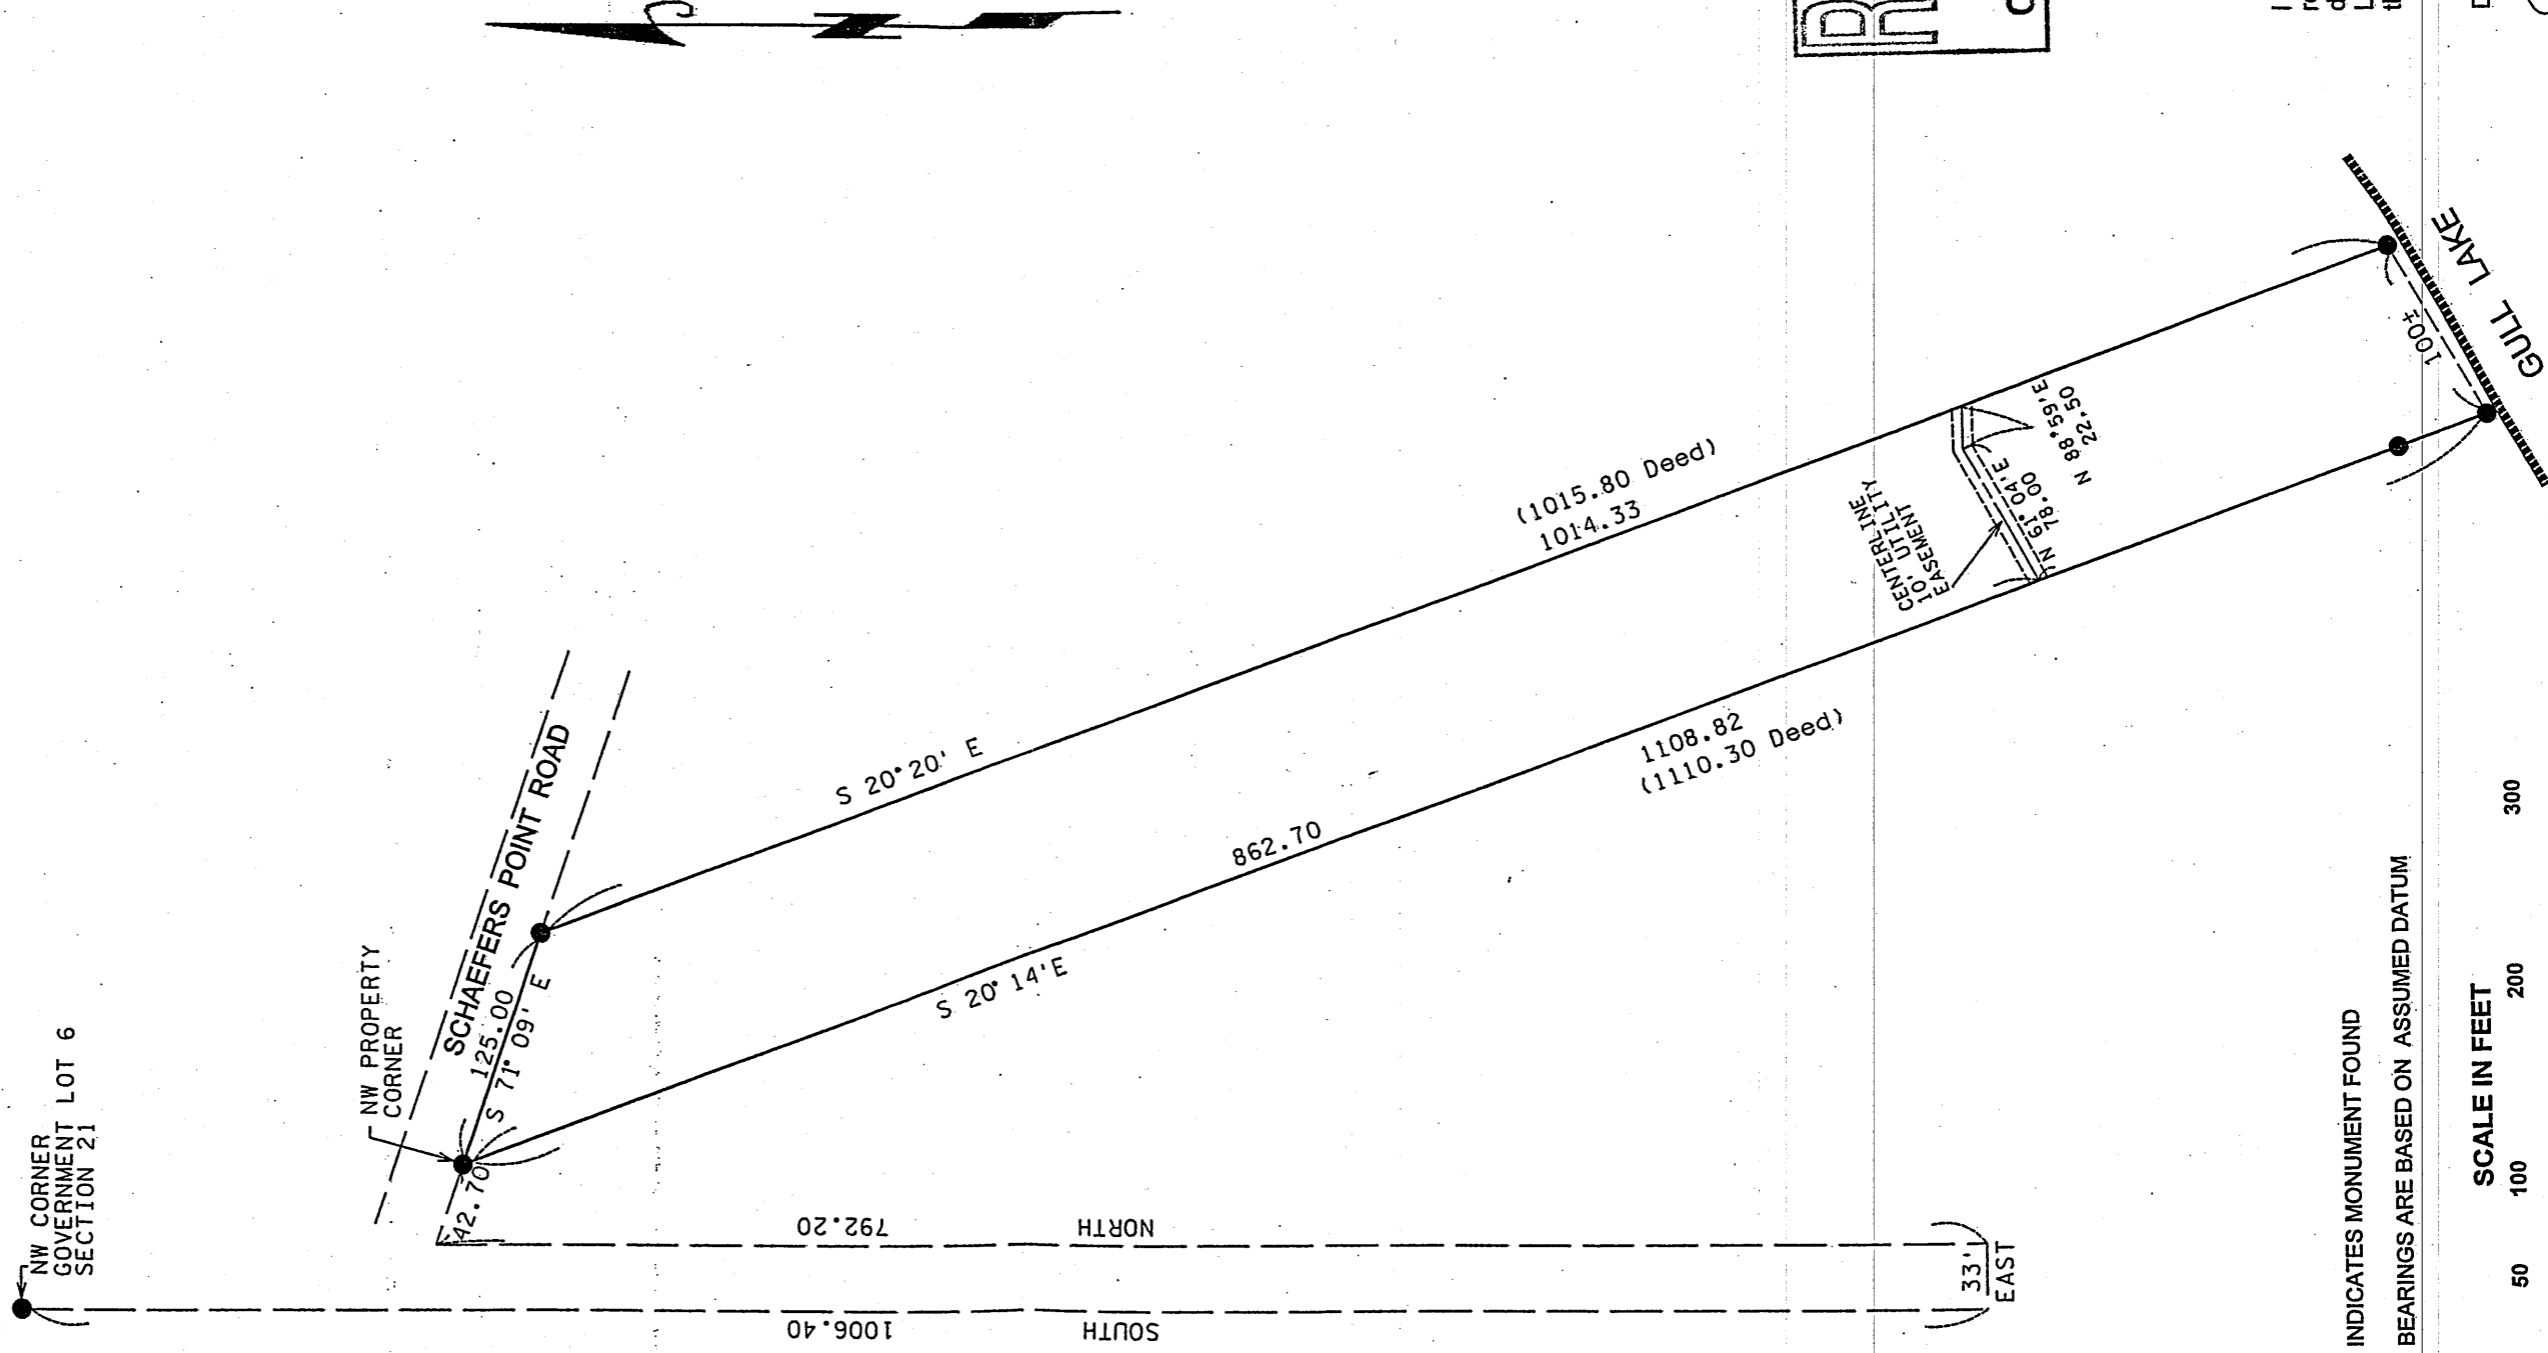 NW CORNER
GOVERNMENT LOT 6
SECTION 21
NW PROPERTY
CORNER
SCHAEFERS POINT ROAD
125.00
S 71° 09' E
42.70
792.20
NORTH
1006.40
SOUTH
33'
EAST
S 20° 20' E
(1015.80 Deed)
1014.33
862.70
S 20° 14' E
1108.82
(1110.30 Deed)
CENTERLINE
10' UTILITY
EASEMENT
N 61° 04' E
78.00
N 88° 59' E
22.50
100±
GULL LAKE
INDICATES MONUMENT FOUND
BEARINGS ARE BASED ON ASSUMED DATUM
SCALE IN FEET
50 100 200 300
N